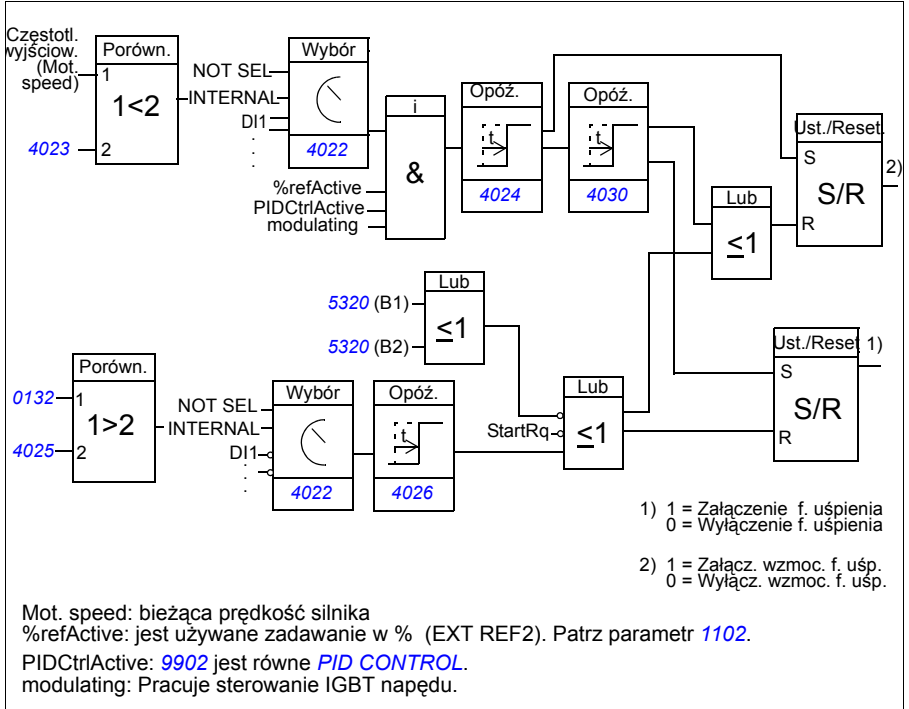 Częstotl.
wyjściow.
(Mot.
speed)
1
Porówn.
1<2
4023
2
Wybór
NOT SEL
INTERNAL
DI1
.
.
.
4022
i
&
%refActive
PIDCtrlActive
modulating
Opóź.
t
4024
Opóź.
t
4030
Lub
<1
Ust./Reset.
S
S/R
R
2)
5320 (B1)
5320 (B2)
Lub
<1
Porówn.
0132
1
1>2
4025
2
Wybór
NOT SEL
INTERNAL
DI1
.
.
.
4022
Opóź.
t
4026
StartRq
Lub
<1
Ust./Reset
1)
S
S/R
R
1) 1 = Załączenie f. uśpienia
0 = Wyłączenie f. uśpienia
2) 1 = Załącz. wzmoc. f. uśp.
0 = Wyłącz. wzmoc. f. uśp.
Mot. speed: bieżąca prędkość silnika
%refActive: jest używane zadawanie w % (EXT REF2). Patrz parametr 1102.
PIDCtrlActive: 9902 jest równe PID CONTROL.
modulating: Pracuje sterowanie IGBT napędu.